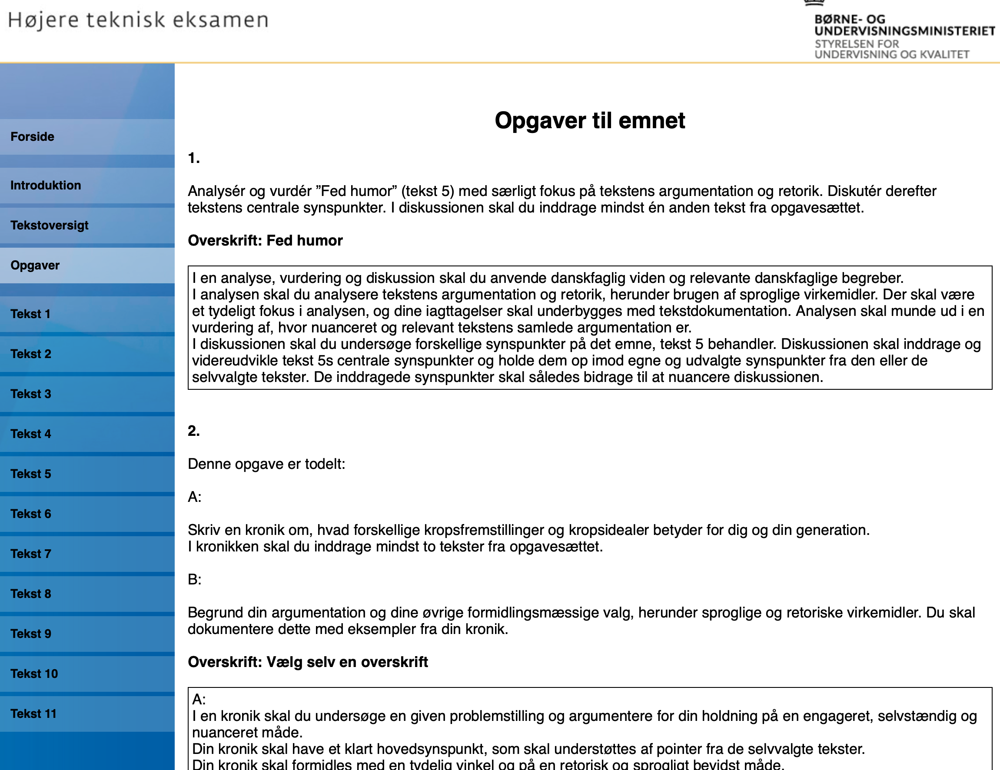 Højere teknisk eksamen
BØRNE- OG
UNDERVISNINGSMINISTERIET
STYRELSEN FOR
UNDERVISNING OG KVALITET
Forside
Introduktion
Tekstoversigt
Opgaver
Tekst 1
Tekst 2
Tekst 3
Tekst 4
Tekst 5
Tekst 6
Tekst 7
Tekst 8
Tekst 9
Tekst 10
Tekst 11
Opgaver til emnet
1.
Analysér og vurdér ”Fed humor” (tekst 5) med særligt fokus på tekstens argumentation og retorik. Diskutér derefter
tekstens centrale synspunkter. I diskussionen skal du inddrage mindst én anden tekst fra opgavesættet.
Overskrift: Fed humor
I en analyse, vurdering og diskussion skal du anvende danskfaglig viden og relevante danskfaglige begreber.
I analysen skal du analysere tekstens argumentation og retorik, herunder brugen af sproglige virkemidler. Der skal være
et tydeligt fokus i analysen, og dine iagttagelser skal underbygges med tekstdokumentation. Analysen skal munde ud i en
vurdering af, hvor nuanceret og relevant tekstens samlede argumentation er.
I diskussionen skal du undersøge forskellige synspunkter på det emne, tekst 5 behandler. Diskussionen skal inddrage og
videreudvikle tekst 5s centrale synspunkter og holde dem op imod egne og udvalgte synspunkter fra den eller de
selvvalgte tekster. De inddragede synspunkter skal således bidrage til at nuancere diskussionen.
2.
Denne opgave er todelt:
A:
Skriv en kronik om, hvad forskellige kropsfremstillinger og kropsidealer betyder for dig og din generation.
I kronikken skal du inddrage mindst to tekster fra opgavesættet.
B:
Begrund din argumentation og dine øvrige formidlingsmæssige valg, herunder sproglige og retoriske virkemidler. Du skal
dokumentere dette med eksempler fra din kronik.
Overskrift: Vælg selv en overskrift
A:
I en kronik skal du undersøge en given problemstilling og argumentere for din holdning på en engageret, selvstændig og
nuanceret måde.
Din kronik skal have et klart hovedsynspunkt, som skal understøttes af pointer fra de selvvalgte tekster.
Din kronik skal formidles med en tydelig vinkel og på en retorisk og sprogligt bevidst måde.